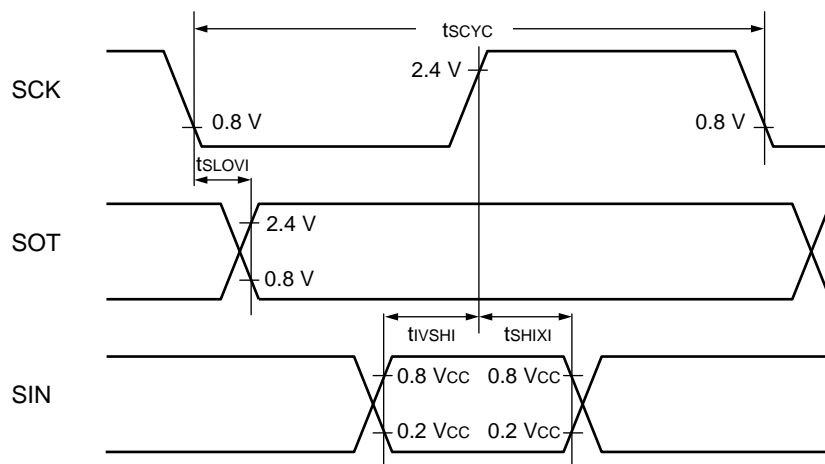 tSCYC
SCK
2.4 V
0.8 V
0.8 V
tSLOVI
SOT
2.4 V
0.8 V
tIVSHI
tSHIXI
SIN
0.8 VCC
0.8 VCC
0.2 VCC
0.2 VCC